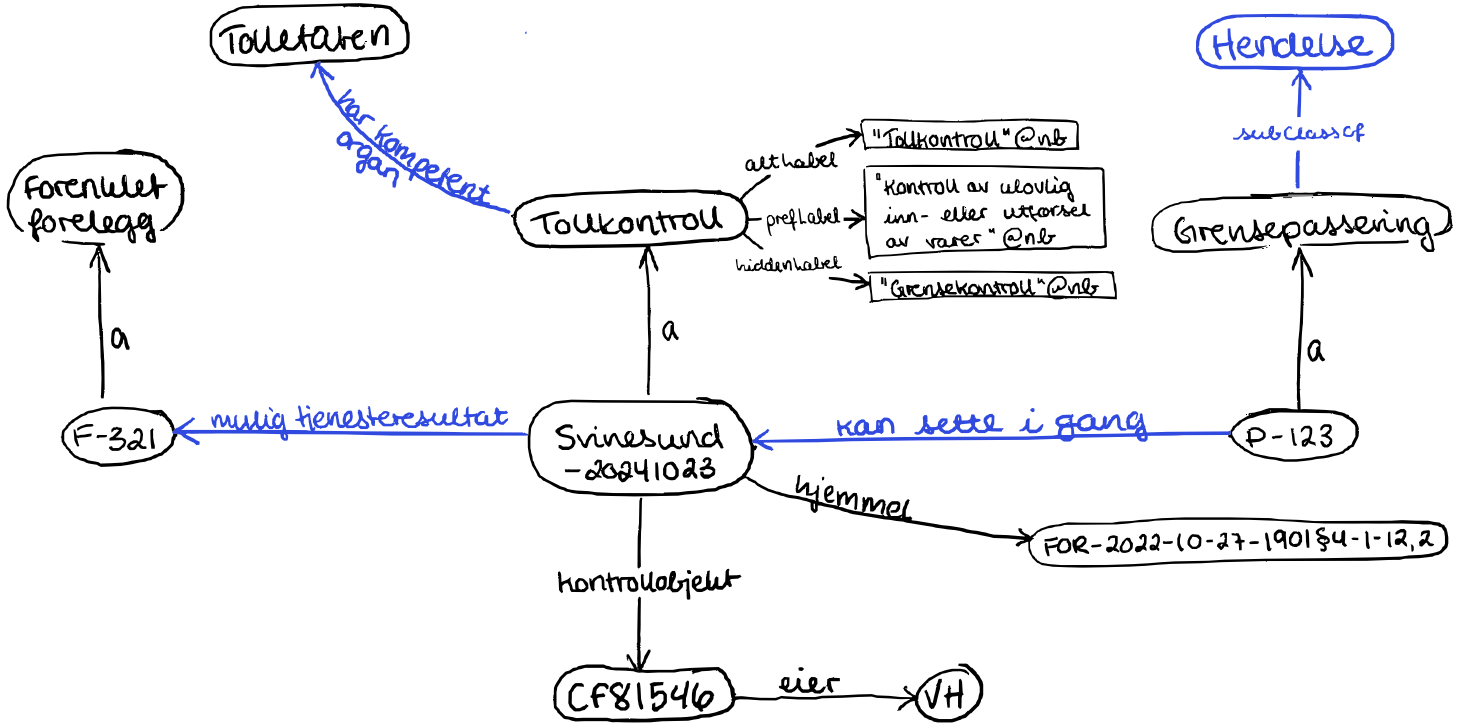 Tolletaten
Hendelse
har kompetent
organ
subClassOf
"Tollkontroll"@nb
altLabel
Forenklet
forelegg
"Kontroll av ulovlig
inn- eller utførsel
av varer"@nb
Tollkontroll
prefLabel
Grensepassering
hiddenLabel
"Grensekontroll"@nb
a
a
a
F-321
mulig tjenesteresultat
Svinesund
-20241023
kan sette i gang
P-123
hjemmel
FOR-2022-10-27-1901§4-1-12,2
kontrollobjekt
CF81546
eier
VH